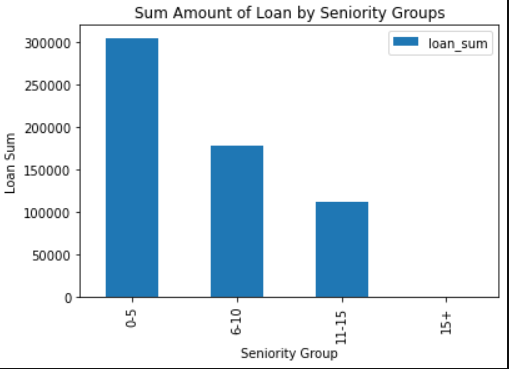 Sum Amount of Loan by Seniority Groups
loan_sum
300000
250000
200000
150000
100000
50000
0
Loan Sum
0-5
6-10
11-15
15+
Seniority Group